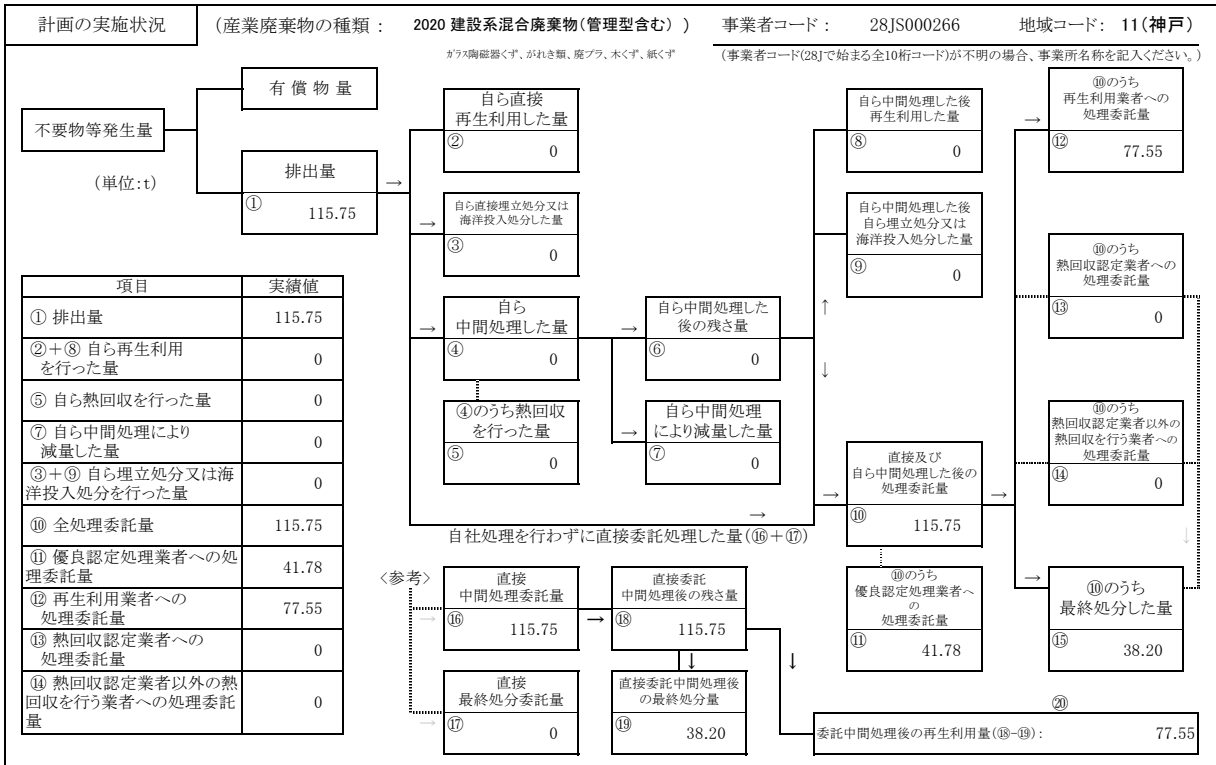 計画の実施状況
(産業廃棄物の種類： 2020 建設系混合廃棄物(管理型含む) )
事業者コード： 28JS000266
地域コード： 11(神戸)
ガラス陶磁器くず、がれき類、廃プラ、木くず、紙くず
(事業者コード(28Jで始まる全10桁コード)が不明の場合、事業所名称を記入ください。)
不要物等発生量
(単位:t)
有償物量
排出量
①
115.75
→
自ら直接
再生利用した量
②
0
→
自ら直接埋立処分又は
海洋投入処分した量
③
0
→
自ら
中間処理した量
④
0
④のうち熱回収
を行った量
⑤
0
→
自ら中間処理した
後の残さ量
⑥
0
→
自ら中間処理
により減量した量
⑦
0
自ら中間処理した後
再生利用した量
⑧
0
自ら中間処理した後
自ら埋立処分又は
海洋投入処分した量
⑨
0
↑
↓
→
直接及び
自ら中間処理した後の
処理委託量
⑩
115.75
→
⑩のうち
優良認定処理業者へ
の
処理委託量
⑪
41.78
→
⑩のうち
再生利用業者への
処理委託量
⑫
77.55
⑩のうち
熱回収認定業者への
処理委託量
⑬
0
⑩のうち
熱回収認定業者以外の
熱回収を行う業者への
処理委託量
⑭
0
↓
→
⑩のうち
最終処分した量
⑮
38.20
項目 実績値
① 排出量 115.75
②＋⑧ 自ら再生利用
を行った量 0
⑤ 自ら熱回収を行った量 0
⑦ 自ら中間処理により
減量した量 0
③＋⑨ 自ら埋立処分又は海
洋投入処分を行った量 0
⑩ 全処理委託量 115.75
⑪ 優良認定処理業者への処
理委託量 41.78
⑫ 再生利用業者への
処理委託量 77.55
⑬ 熱回収認定業者への
処理委託量 0
⑭ 熱回収認定業者以外の熱
回収を行う業者への処理委託
量 0
→
自社処理を行わずに直接委託処理した量(⑯＋⑰)
<参考>
→
直接
中間処理委託量
⑯
115.75
→
直接委託
中間処理後の残さ量
⑱
115.75
↓
↓
→
直接
最終処分委託量
⑰
0
直接委託中間処理後
の最終処分量
⑲
38.20
⑳
委託中間処理後の再生利用量(⑱-⑲)： 77.55